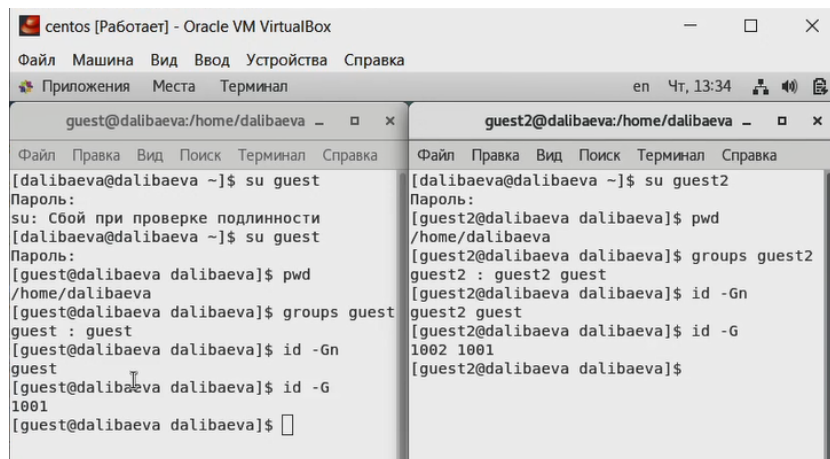 centos [Работает] - Oracle VM VirtualBox
Файл Машина Вид Ввод Устройства Справка
Приложения Места Терминал en Чт, 13:34
guest@dalibaeva:/home/dalibaeva
Файл Правка Вид Поиск Терминал Справка
[dalibaeva@dalibaeva ~]$ su guest
Пароль:
su: Сбой при проверке подлинности
[dalibaeva@dalibaeva ~]$ su guest
Пароль:
[guest@dalibaeva dalibaeva]$ pwd
/home/dalibaeva
[guest@dalibaeva dalibaeva]$ groups guest
guest : guest
[guest@dalibaeva dalibaeva]$ id -Gn
guest
[guest@dalibaeva dalibaeva]$ id -G
1001
[guest@dalibaeva dalibaeva]$
guest2@dalibaeva:/home/dalibaeva
Файл Правка Вид Поиск Терминал Справка
[dalibaeva@dalibaeva ~]$ su guest2
Пароль:
[guest2@dalibaeva dalibaeva]$ pwd
/home/dalibaeva
[guest2@dalibaeva dalibaeva]$ groups guest2
guest2 : guest2 guest
[guest2@dalibaeva dalibaeva]$ id -Gn
guest2 guest
[guest2@dalibaeva dalibaeva]$ id -G
1002 1001
[guest2@dalibaeva dalibaeva]$